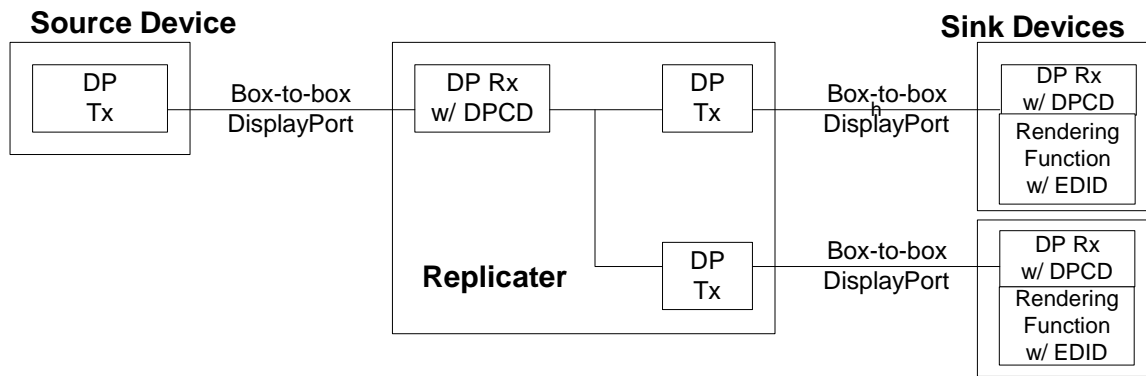 Source Device
Sink Devices
DP
Tx
Box-to-box
DisplayPort
DP Rx
w/ DPCD
DP
Tx
Box-to-box
h
DisplayPort
DP Rx
w/ DPCD
Rendering
Function
w/ EDID
Replicater
DP
Tx
Box-to-box
DisplayPort
DP Rx
w/ DPCD
Rendering
Function
w/ EDID